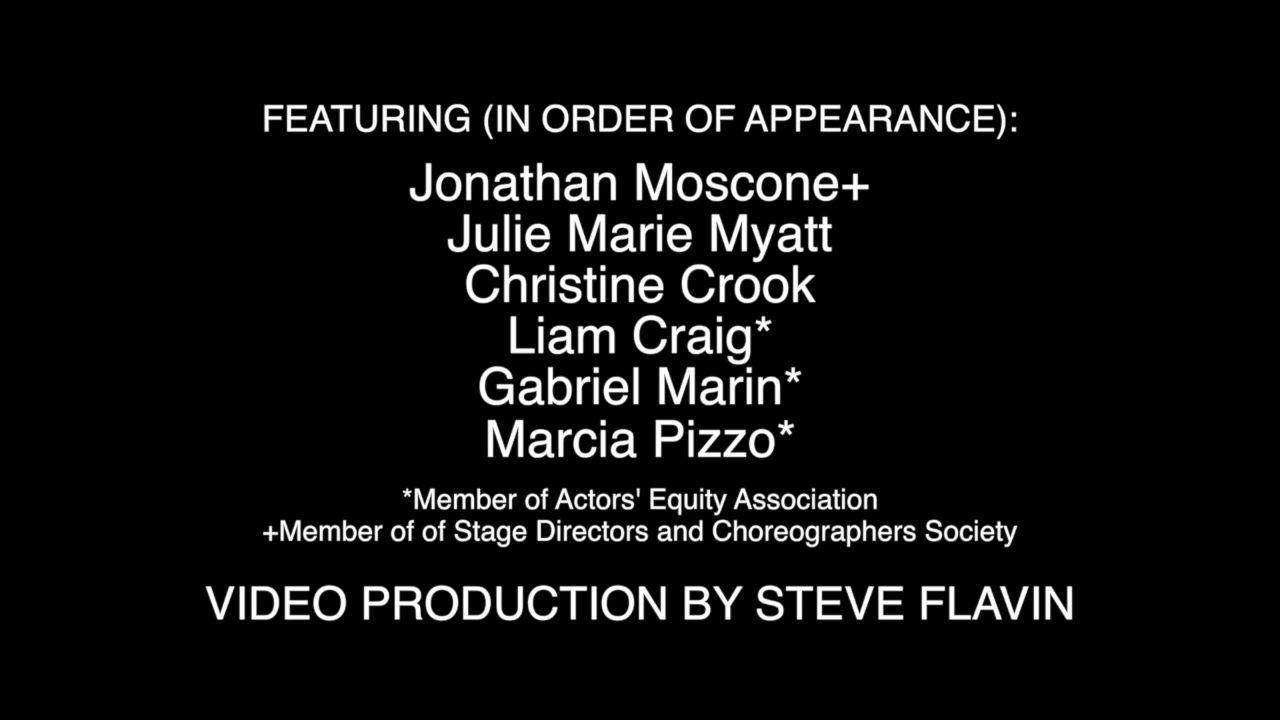 FEATURING (IN ORDER OF APPEARANCE):
Jonathan Moscone+
Julie Marie Myatt
Christine Crook
Liam Craig*
Gabriel Marin*
Marcia Pizzo*
*Member of Actors' Equity Association
+Member of of Stage Directors and Choreographers Society
VIDEO PRODUCTION BY STEVE FLAVIN